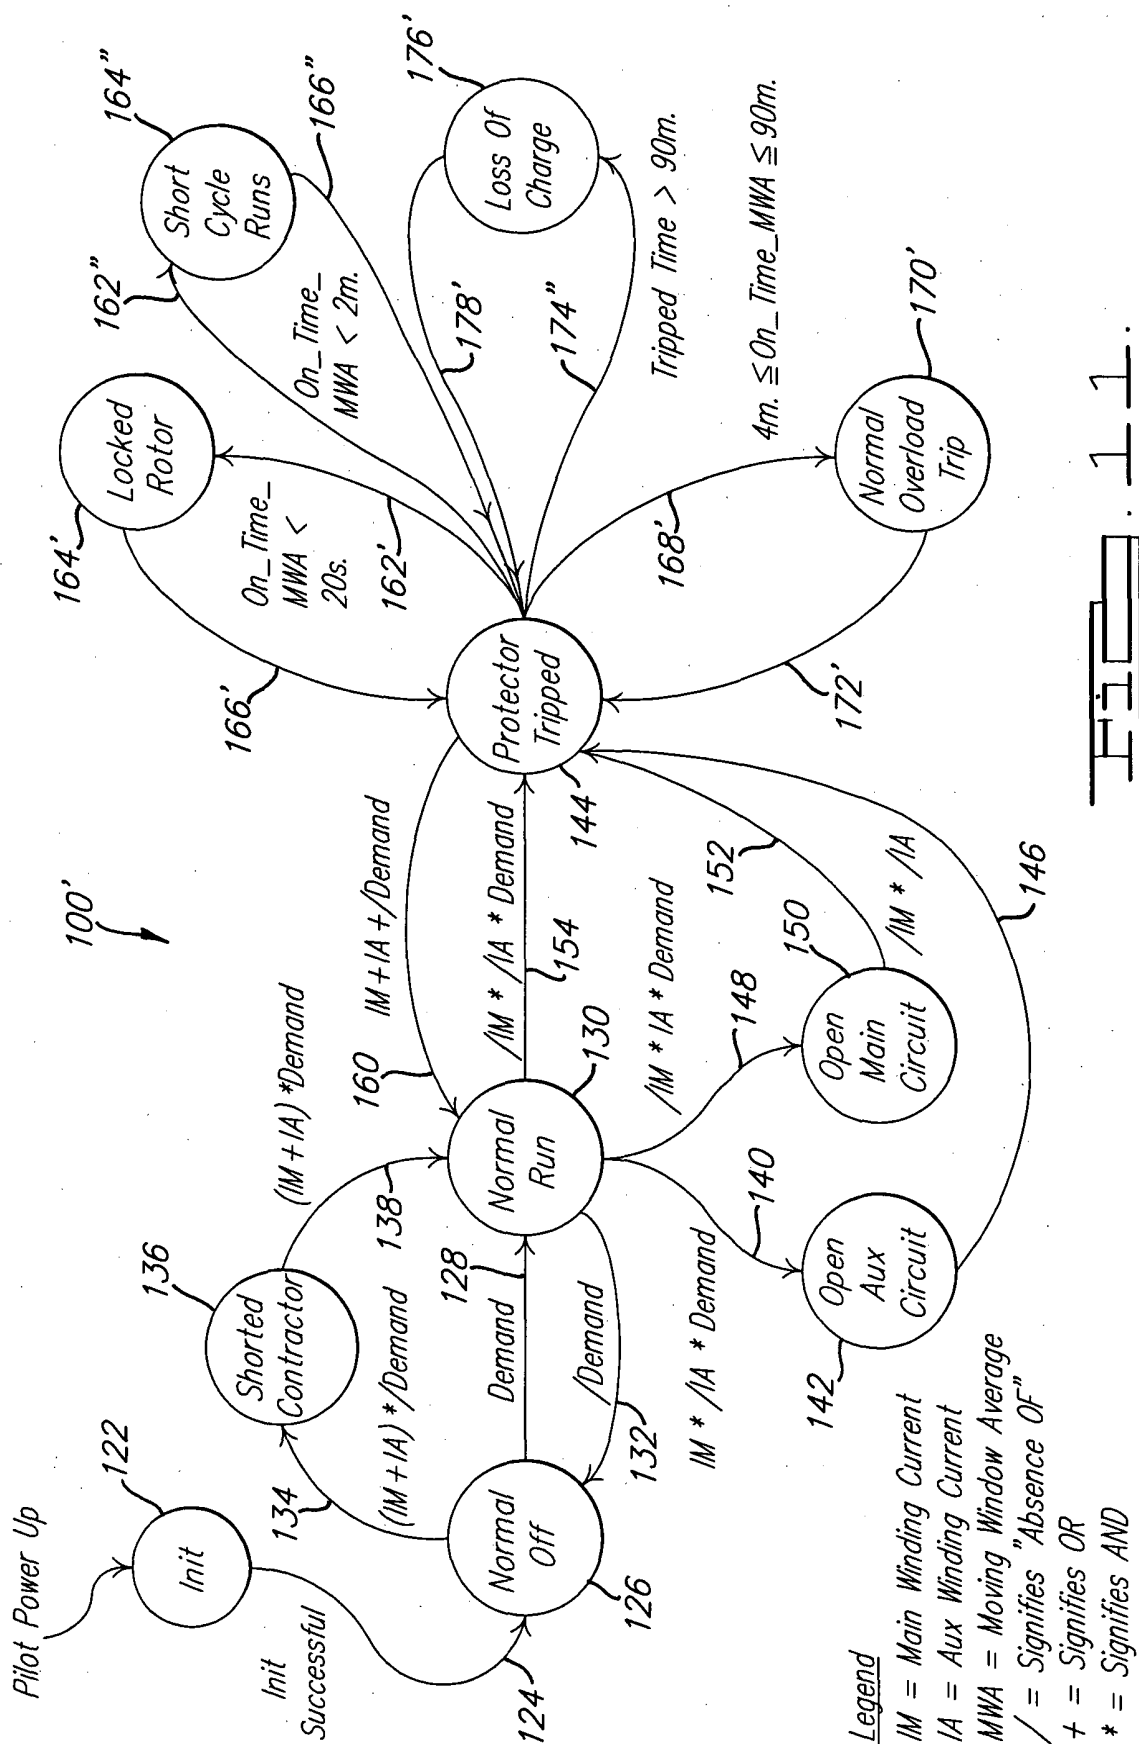 Pilot Power Up
122
Init
Init
Successful
124
100'
134
136
Shorted
Contractor
(IM + IA) */Demand
(IM + IA) *Demand
138
Normal
Off
126
Demand
128
/Demand
132
Normal
Run
130
160
IM + IA + /Demand
/IM * /IA * Demand
154
IM * /IA * Demand
140
/IM * IA * Demand
148
Open
Aux
Circuit
142
Open
Main
Circuit
150
152
/IM * /IA
146
Protector
Tripped
144
166'
164'
Locked
Rotor
On_Time_
MWA <
20s.
162'
162"
164"
Short
Cycle
Runs
166"
On_Time_
MWA < 2m.
176'
Loss Of
Charge
178'
174"
Tripped Time > 90m.
4m. ≤ On_Time_MWA ≤ 90m.
168'
170'
Normal
Overload
Trip
172'
Legend
IM = Main Winding Current
IA = Aux Winding Current
MWA = Moving Window Average
/ = Signifies "Absence OF"
+ = Signifies OR
* = Signifies AND
Fig. 11.